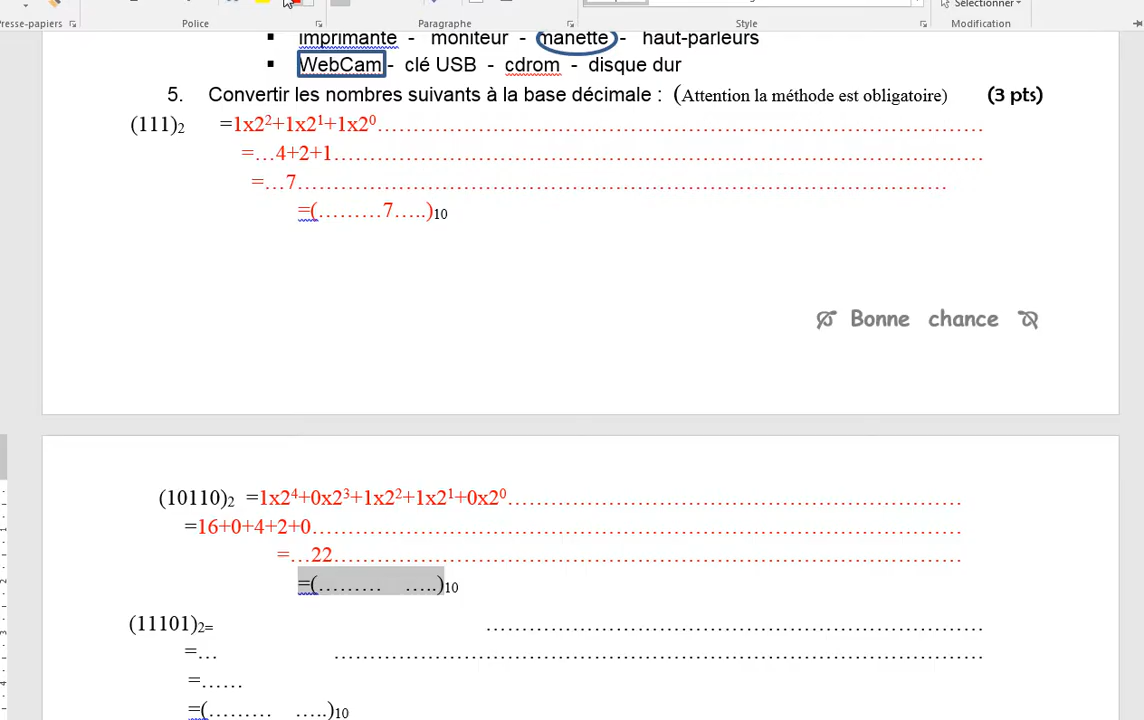 Sélectionner
Presse-papiers Police Paragraphe Style Modification
▪ Imprimante - moniteur - manette - haut-parleurs
▪ WebCam - clé USB - cdrom - disque dur
5. Convertir les nombres suivants à la base décimale : (Attention la méthode est obligatoire) (3 pts)
(111)₂ =1x2²+1x2¹+1x2⁰………………………………………………………
=…4+2+1……………………………………………………………
=…7………………………………………………………………
=(………7…..)₁₀
Bonne chance
(10110)₂ =1x2⁴+0x2³+1x2²+1x2¹+0x2⁰…………………………………………
=16+0+4+2+0……………………………………………………………
=…22…………………………………………………………
=(……… …..)₁₀
(11101)₂= ……………………………………………
=… ……………………………………………………………
=……
=(……… …..)₁₀